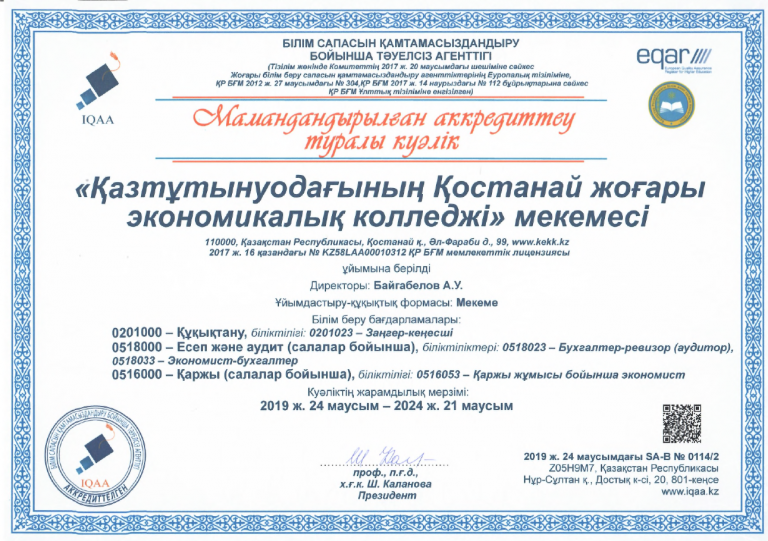 БІЛІМ САПАСЫН ҚАМТАМАСЫЗДАНДЫРУ
БОЙЫНША ТӘУЕЛСІЗ АГЕНТТІГІ
(Тізілім жөнінде Комитеттің 2017 ж. 20 маусымдағы шешіміне сәйкес
Жоғары білім беру сапасын қамтамасыздандыру агенттіктерінің Еуропалық тізіліміне,
ҚР БҒМ 2012 ж. 27 маусымдағы № 304, ҚР БҒМ 2017 ж. 14 наурыздағы № 112 бұйрықтарына сәйкес
ҚР БҒМ Ұлттық тізіліміне енгізілген)
IQAA
eqar
Мамандандырылған аккредиттеу
туралы куәлік
«Қазтұтынуодағының Қостанай жоғары
экономикалық колледжі» мекемесі
110000, Қазақстан Республикасы, Қостанай қ., Әл-Фараби д., 99, www.kekk.kz
2017 ж. 16 қазандағы № KZ58LAA00010312 ҚР БҒМ мемлекеттік лицензиясы
ұйымына берілді
Директоры: Байгабелов А.У.
Ұйымдастыру-құқықтық формасы: Мекеме
Білім беру бағдарламалары:
0201000 – Құқықтану, біліктілігі: 0201023 – Заңгер-кеңесші
0518000 – Есеп және аудит (салалар бойынша), біліктіліктері: 0518023 – Бухгалтер-ревизор (аудитор),
0518033 – Экономист-бухгалтер
0516000 – Қаржы (салалар бойынша), біліктілігі: 0516053 – Қаржы жұмысы бойынша экономист
Куәліктің жарамдылық мерзімі:
2019 ж. 24 маусым – 2024 ж. 21 маусым
IQAA
АККРЕДИТТЕЛГЕН
проф., п.ғ.д.,
х.ғ.к. Ш. Каланова
Президент
2019 ж. 24 маусымдағы SA-B № 0114/2
Z05H9M7, Қазақстан Республикасы
Нұр-Сұлтан қ., Достық к-сі, 20, 801-кеңсе
www.iqaa.kz